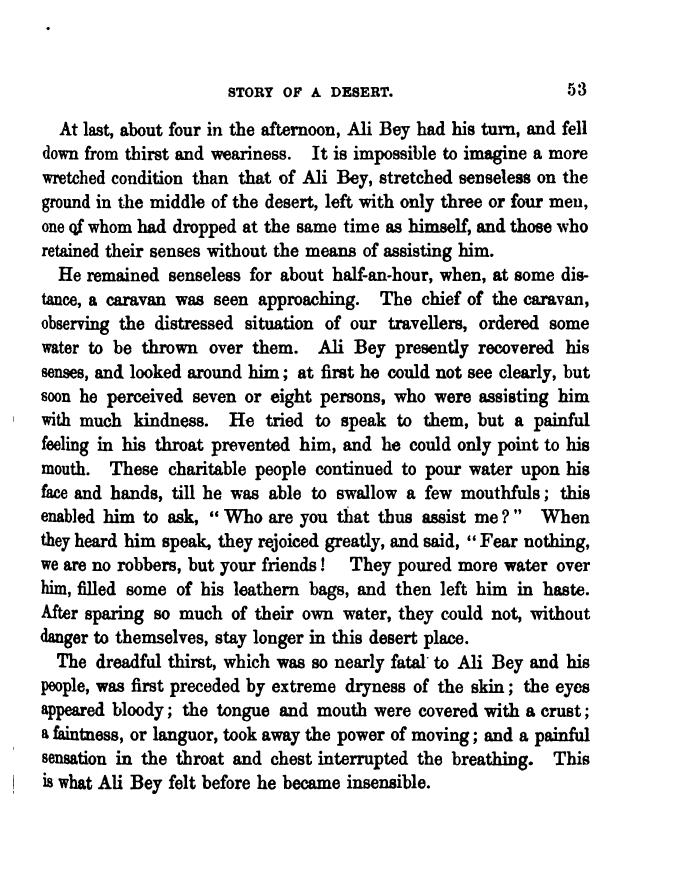 STORY OF A DESERT. 53
At last, about four in the afternoon, Ali Bey had his turn, and fell
down from thirst and weariness. It is impossible to imagine a more
wretched condition than that of Ali Bey, stretched senseless on the
ground in the middle of the desert, left with only three or four men,
one of whom had dropped at the same time as himself, and those who
retained their senses without the means of assisting him.
He remained senseless for about half-an-hour, when, at some dis-
tance, a caravan was seen approaching. The chief of the caravan,
observing the distressed situation of our travellers, ordered some
water to be thrown over them. Ali Bey presently recovered his
senses, and looked around him; at first he could not see clearly, but
soon he perceived seven or eight persons, who were assisting him
with much kindness. He tried to speak to them, but a painful
feeling in his throat prevented him, and he could only point to his
mouth. These charitable people continued to pour water upon his
face and hands, till he was able to swallow a few mouthfuls; this
enabled him to ask, "Who are you that thus assist me?" When
they heard him speak, they rejoiced greatly, and said, "Fear nothing,
we are no robbers, but your friends! They poured more water over
him, filled some of his leathern bags, and then left him in haste.
After sparing so much of their own water, they could not, without
danger to themselves, stay longer in this desert place.
The dreadful thirst, which was so nearly fatal to Ali Bey and his
people, was first preceded by extreme dryness of the skin; the eyes
appeared bloody; the tongue and mouth were covered with a crust;
a faintness, or languor, took away the power of moving; and a painful
sensation in the throat and chest interrupted the breathing. This
is what Ali Bey felt before he became insensible.